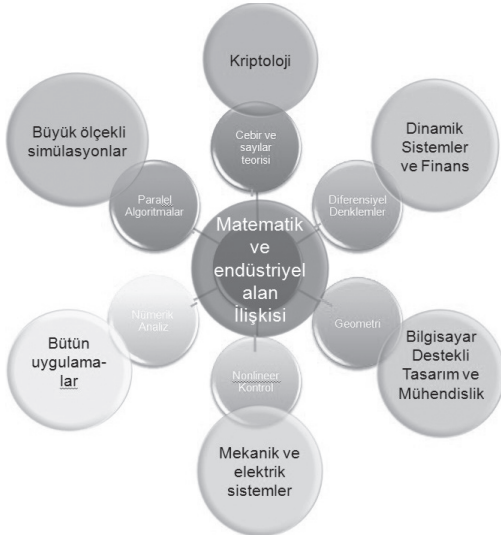 Kriptoloji
Cebir ve
sayılar
teorisi
Dinamik
Sistemler
ve Finans
Diferensiyel
Denklemler
Bilgisayar
Destekli
Tasarım ve
Mühendislik
Geometri
Mekanik ve
elektrik
sistemler
Nonlineer
Kontrol
Bütün
uygulama-
lar
Nümerik
Analiz
Büyük ölçekli
simülasyonlar
Paralel
Algoritmalar
Matematik
ve
endüstriyel
alan
İlişkisi